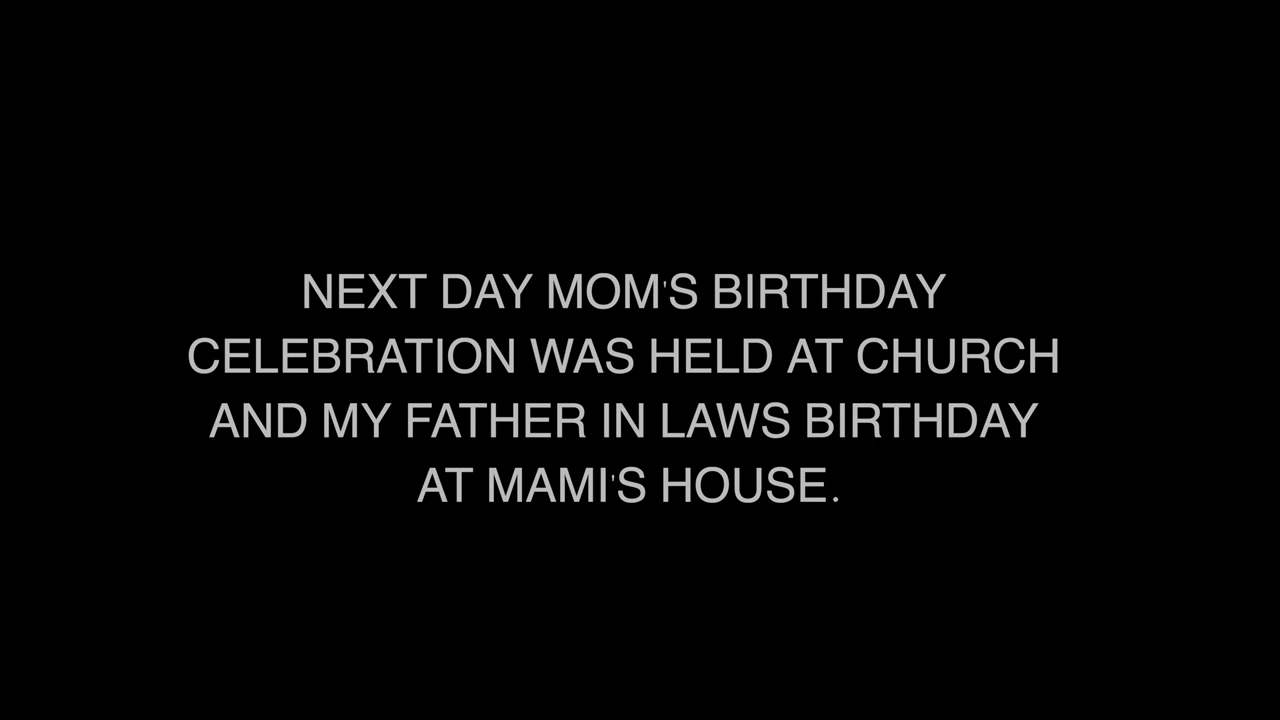 NEXT DAY MOM'S BIRTHDAY
CELEBRATION WAS HELD AT CHURCH
AND MY FATHER IN LAWS BIRTHDAY
AT MAMI'S HOUSE.